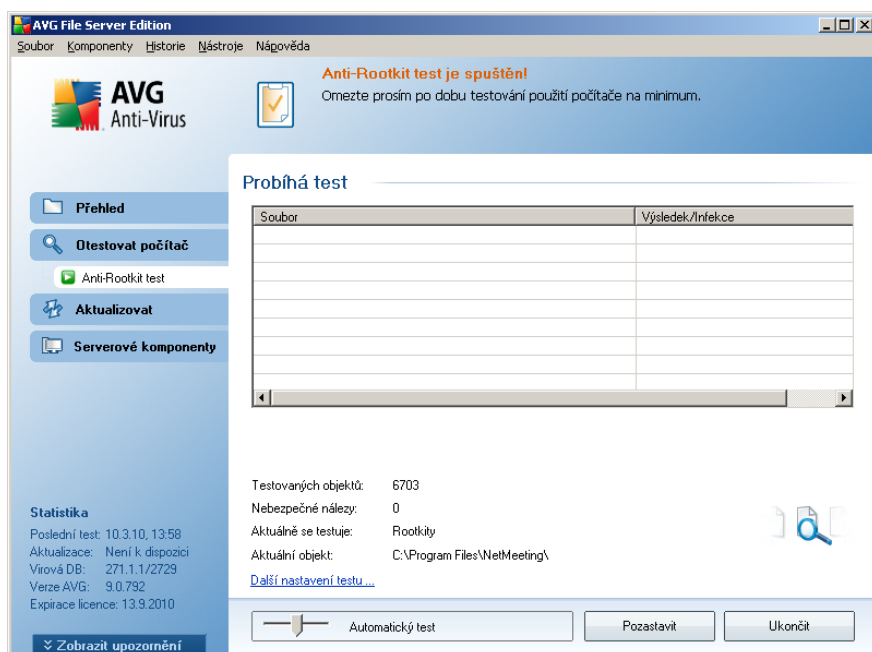 AVG File Server Edition
Soubor Komponenty Historie Nástroje Nápověda
AVG
Anti-Virus
Anti-Rootkit test je spuštěn!
Omezte prosím po dobu testování použití počítače na minimum.
Přehled
Otestovat počítač
Anti-Rootkit test
Aktualizovat
Serverové komponenty
Probíhá test
Soubor Výsledek/Infekce
Testovaných objektů: 6703
Nebezpečné nálezy: 0
Aktuálně se testuje: Rootkity
Aktuální objekt: C:\Program Files\NetMeeting\
Další nastavení testu ...
Statistika
Poslední test: 10.3.10, 13:58
Aktualizace: Není k dispozici
Virová DB: 271.1.1/2729
Verze AVG: 9.0.792
Expirace licence: 13.9.2010
Zobrazit upozornění
Automatický test
Pozastavit
Ukončit